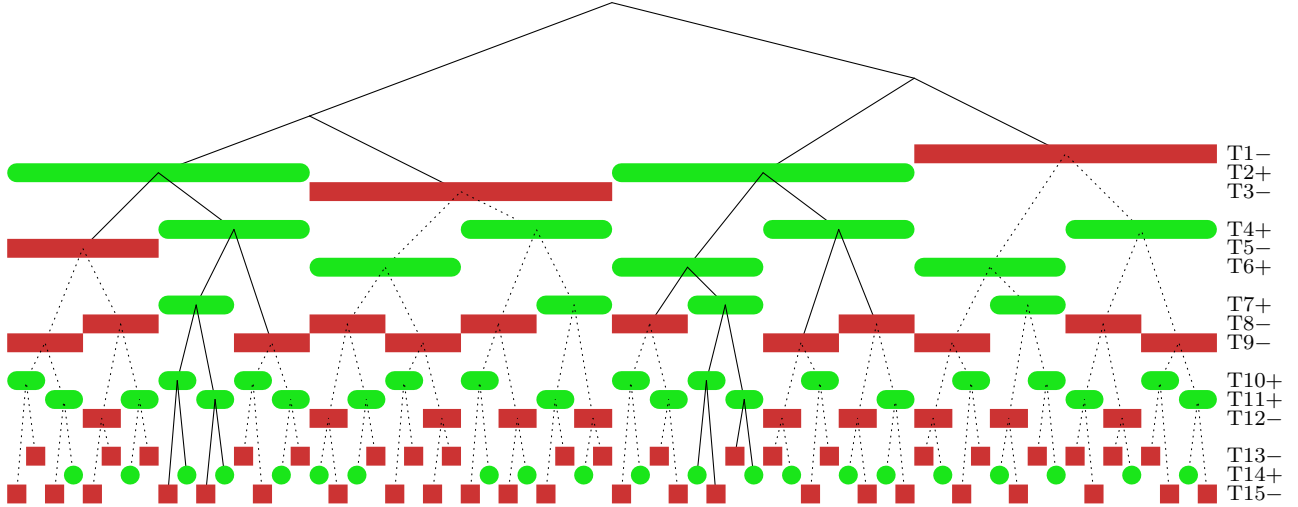 T1−
T2+
T3−
T4+
T5−
T6+
T7+
T8−
T9−
T10+
T11+
T12−
T13−
T14+
T15−